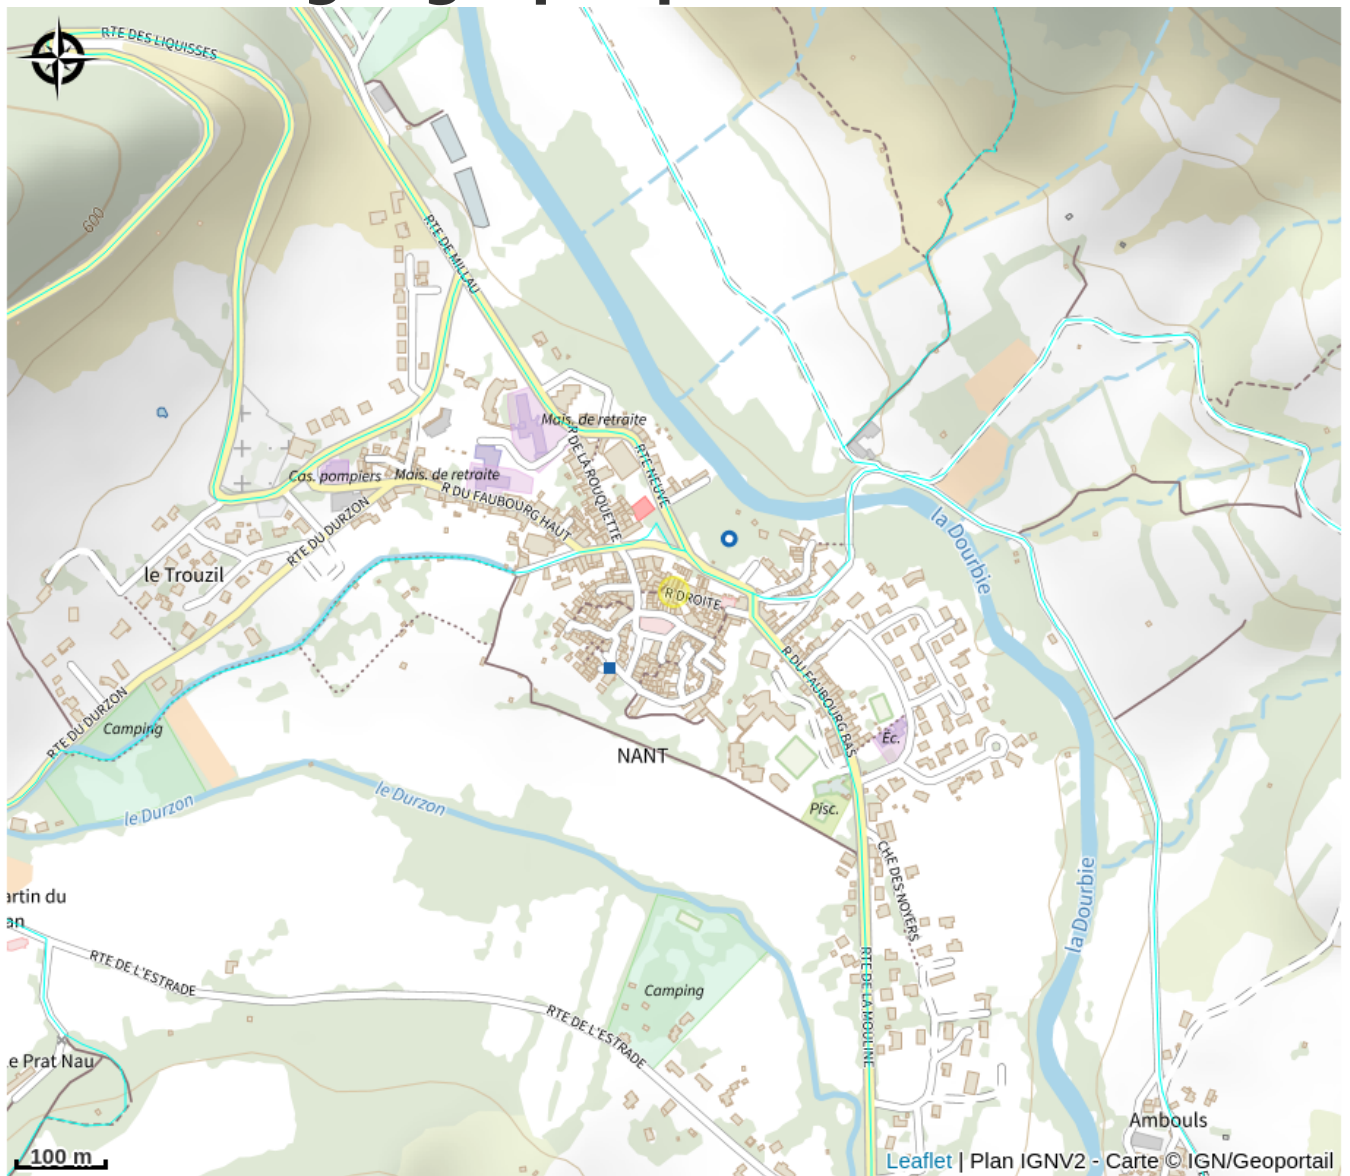 RTE DES LIQUISSES
600
RTE DE MILLAU
Mais. de retraite
R DE LA ROUQUETTE
RTE NEUVE
Cas. pompiers
Mais. de retraite
R DU FAUBOURG HAUT
RTE DU DURZON
la Dourbie
le Trouzil
R DROITE
R DU FAUBOURG BAS
RTE DU DURZON
Camping
Éc.
NANT
le Durzon
le Durzon
Pisc.
CHE DES NOYERS
la Dourbie
artin du
an
RTE DE L'ESTRADE
RTE DE LA MOULINE
Camping
RTE DE L'ESTRADE
e Prat Nau
Ambouls
100 m
Leaflet | Plan IGNV2 - Carte © IGN/Geoportail